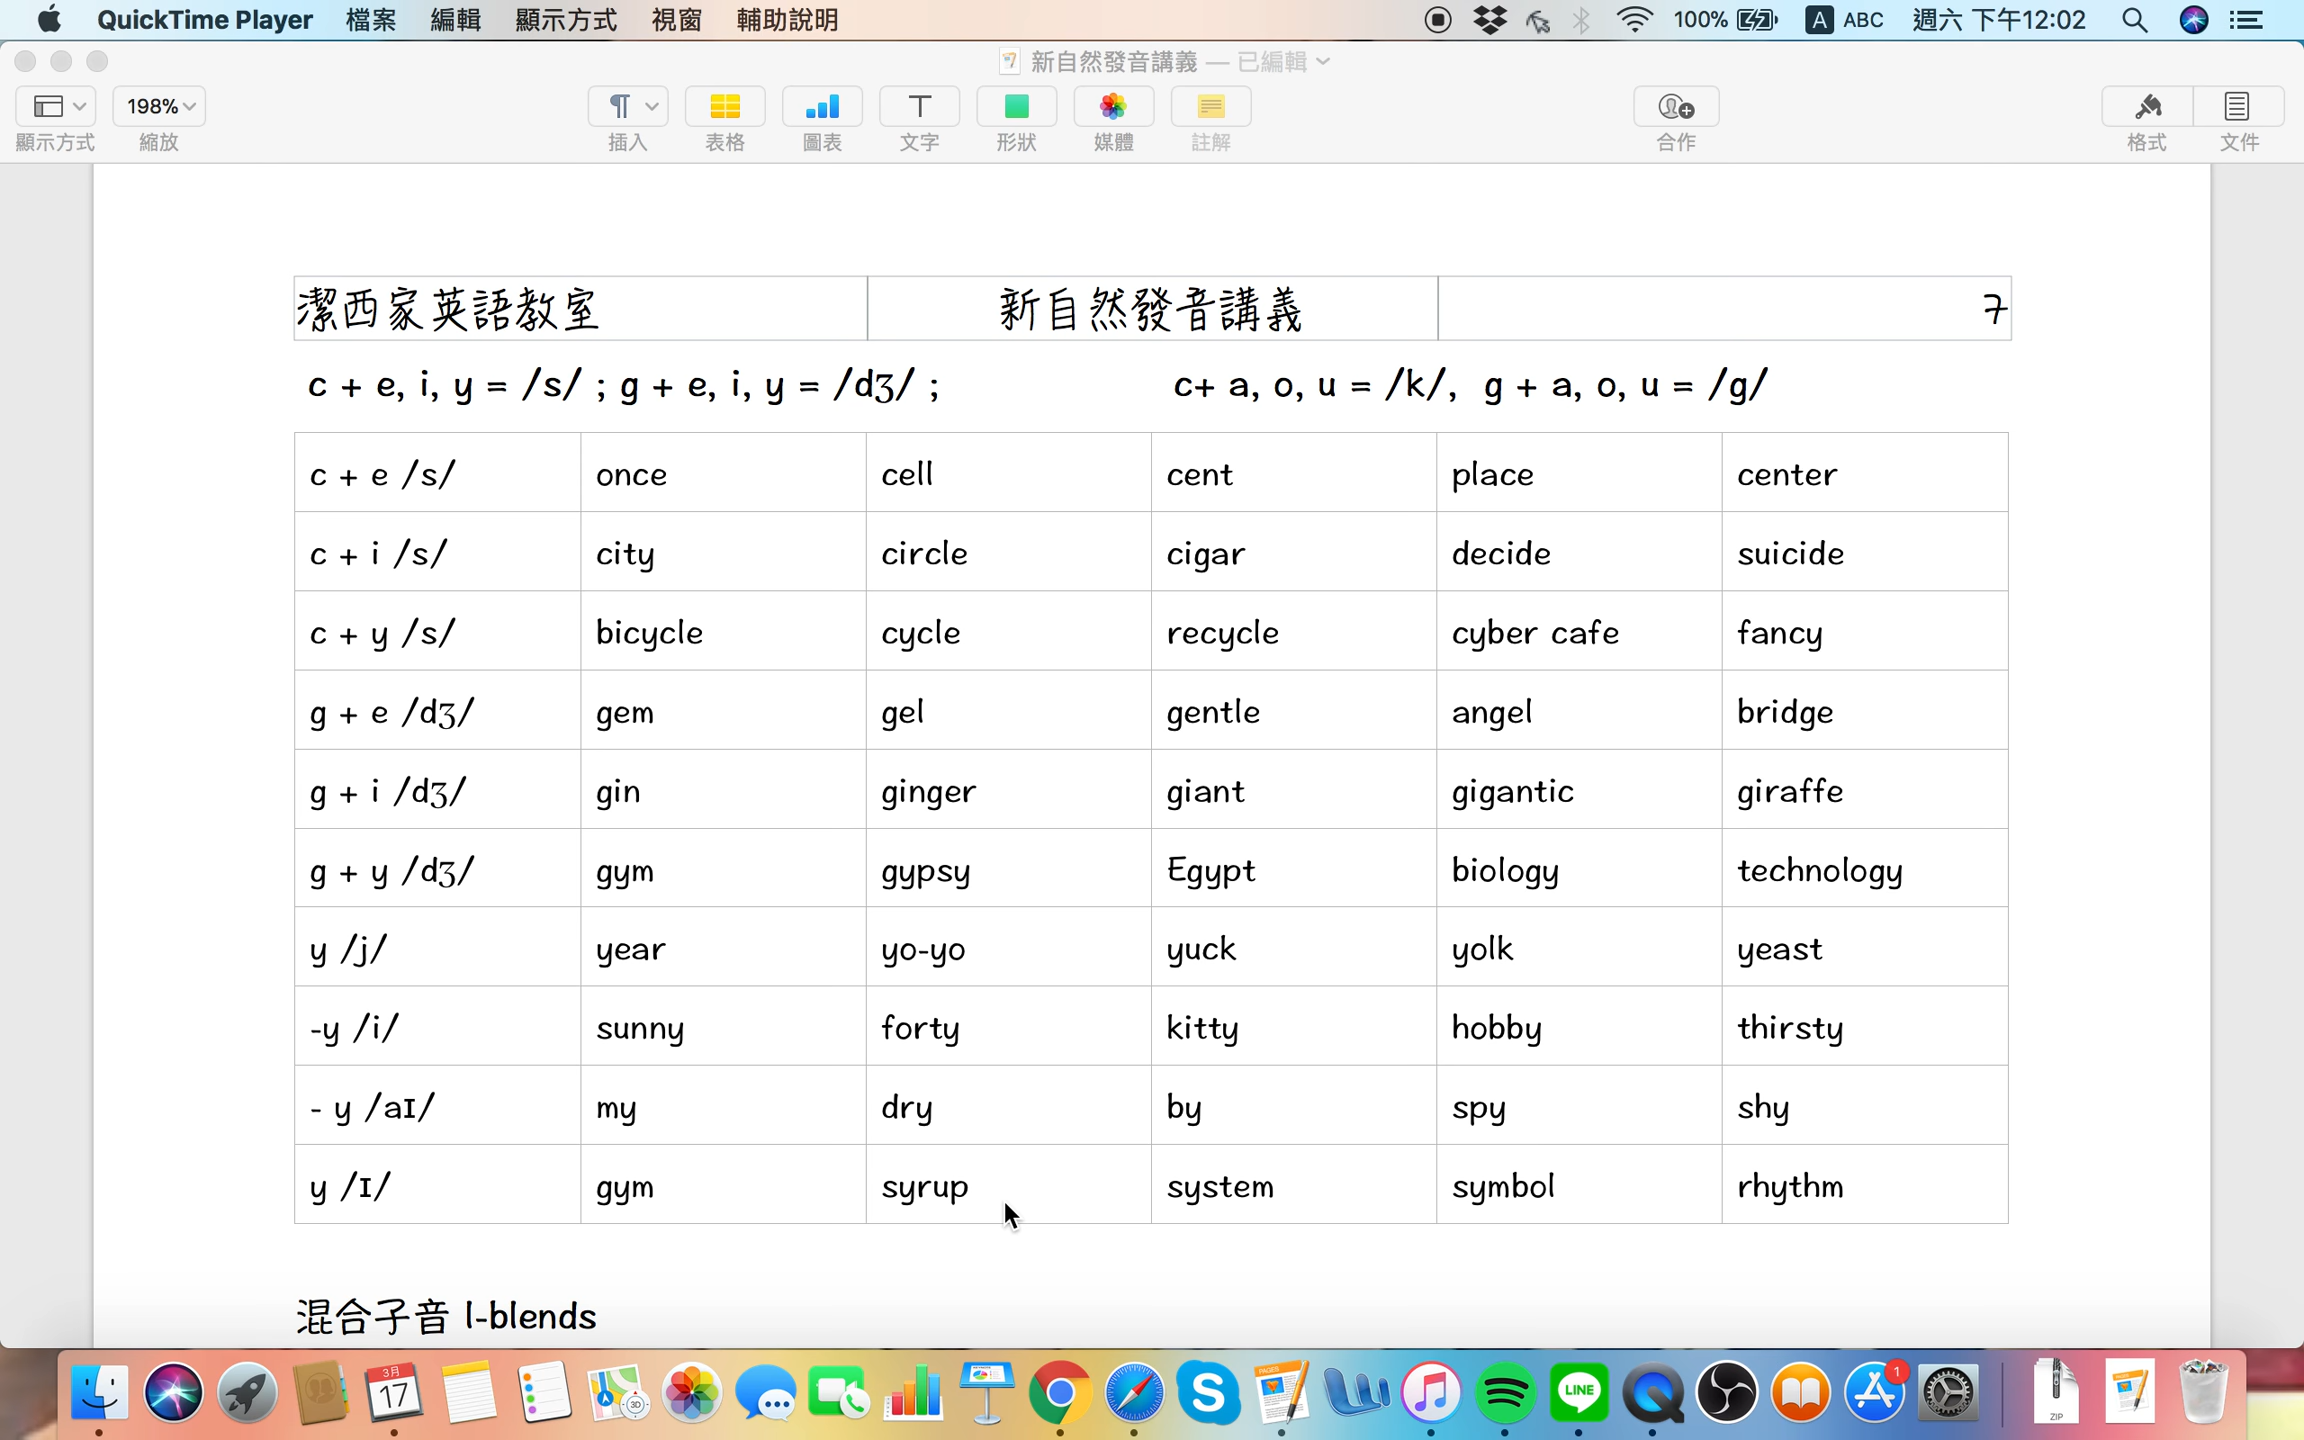 QuickTime Player 檔案 編輯 顯示方式 視窗 輔助說明 100% A ABC 週六 下午12:02
新自然發音講義 — 已編輯
198%
顯示方式 縮放 插入 表格 圖表 文字 形狀 媒體 註解 合作 格式 文件
潔西家英語教室 新自然發音講義 7
c + e, i, y = /s/ ; g + e, i, y = /dʒ/ ; c+ a, o, u = /k/, g + a, o, u = /g/
c + e /s/ once cell cent place center
c + i /s/ city circle cigar decide suicide
c + y /s/ bicycle cycle recycle cyber cafe fancy
g + e /dʒ/ gem gel gentle angel bridge
g + i /dʒ/ gin ginger giant gigantic giraffe
g + y /dʒ/ gym gypsy Egypt biology technology
y /j/ year yo-yo yuck yolk yeast
-y /i/ sunny forty kitty hobby thirsty
- y /aɪ/ my dry by spy shy
y /ɪ/ gym syrup system symbol rhythm
混合子音 l-blends
3月
17
3D
PAGES
LINE
1
ZIP